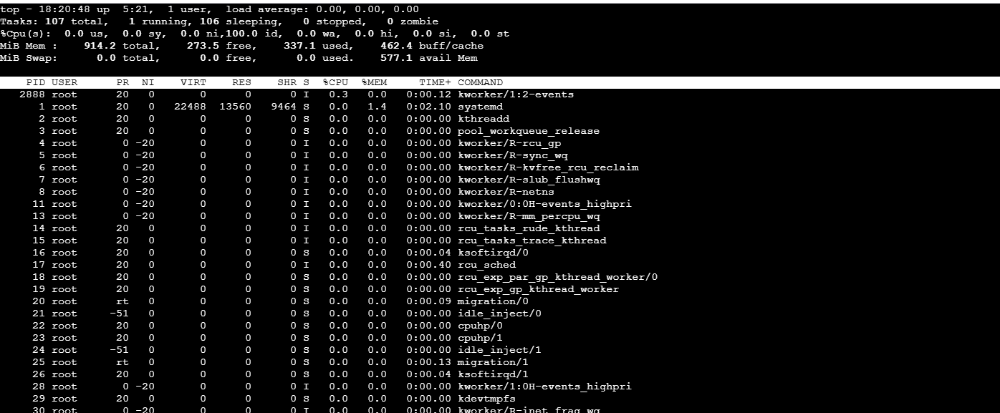 top - 18:20:48 up  5:21,  1 user,  load average: 0.00, 0.00, 0.00
Tasks: 107 total,   1 running, 106 sleeping,   0 stopped,   0 zombie
%Cpu(s):  0.0 us,  0.0 sy,  0.0 ni,100.0 id,  0.0 wa,  0.0 hi,  0.0 si,  0.0 st
MiB Mem :    914.2 total,    273.5 free,    337.1 used,    462.4 buff/cache
MiB Swap:      0.0 total,      0.0 free,      0.0 used.    577.1 avail Mem
PID USER      PR  NI    VIRT    RES    SHR S  %CPU  %MEM     TIME+ COMMAND
2888 root      20   0       0      0      0 I   0.3   0.0   0:00.12 kworker/1:2-events
1 root      20   0   22488  13560   9464 S   0.0   1.4   0:02.10 systemd
2 root      20   0       0      0      0 S   0.0   0.0   0:00.00 kthreadd
3 root      20   0       0      0      0 S   0.0   0.0   0:00.00 pool_workqueue_release
4 root       0 -20       0      0      0 I   0.0   0.0   0:00.00 kworker/R-rcu_gp
5 root       0 -20       0      0      0 I   0.0   0.0   0:00.00 kworker/R-sync_wq
6 root       0 -20       0      0      0 I   0.0   0.0   0:00.00 kworker/R-kvfree_rcu_reclaim
7 root       0 -20       0      0      0 I   0.0   0.0   0:00.00 kworker/R-slub_flushwq
8 root       0 -20       0      0      0 I   0.0   0.0   0:00.00 kworker/R-netns
11 root       0 -20       0      0      0 I   0.0   0.0   0:00.00 kworker/0:0H-events_highpri
13 root       0 -20       0      0      0 I   0.0   0.0   0:00.00 kworker/R-mm_percpu_wq
14 root      20   0       0      0      0 I   0.0   0.0   0:00.00 rcu_tasks_rude_kthread
15 root      20   0       0      0      0 I   0.0   0.0   0:00.00 rcu_tasks_trace_kthread
16 root      20   0       0      0      0 S   0.0   0.0   0:00.04 ksoftirqd/0
17 root      20   0       0      0      0 I   0.0   0.0   0:00.40 rcu_sched
18 root      20   0       0      0      0 S   0.0   0.0   0:00.00 rcu_exp_par_gp_kthread_worker/0
19 root      20   0       0      0      0 S   0.0   0.0   0:00.00 rcu_exp_gp_kthread_worker
20 root      rt   0       0      0      0 S   0.0   0.0   0:00.09 migration/0
21 root     -51   0       0      0      0 S   0.0   0.0   0:00.00 idle_inject/0
22 root      20   0       0      0      0 S   0.0   0.0   0:00.00 cpuhp/0
23 root      20   0       0      0      0 S   0.0   0.0   0:00.00 cpuhp/1
24 root     -51   0       0      0      0 S   0.0   0.0   0:00.00 idle_inject/1
25 root      rt   0       0      0      0 S   0.0   0.0   0:00.13 migration/1
26 root      20   0       0      0      0 S   0.0   0.0   0:00.04 ksoftirqd/1
28 root       0 -20       0      0      0 I   0.0   0.0   0:00.00 kworker/1:0H-events_highpri
29 root      20   0       0      0      0 S   0.0   0.0   0:00.00 kdevtmpfs
30 root       0 -20       0      0      0 I   0.0   0.0   0:00.00 kworker/R-inet_frag_wq